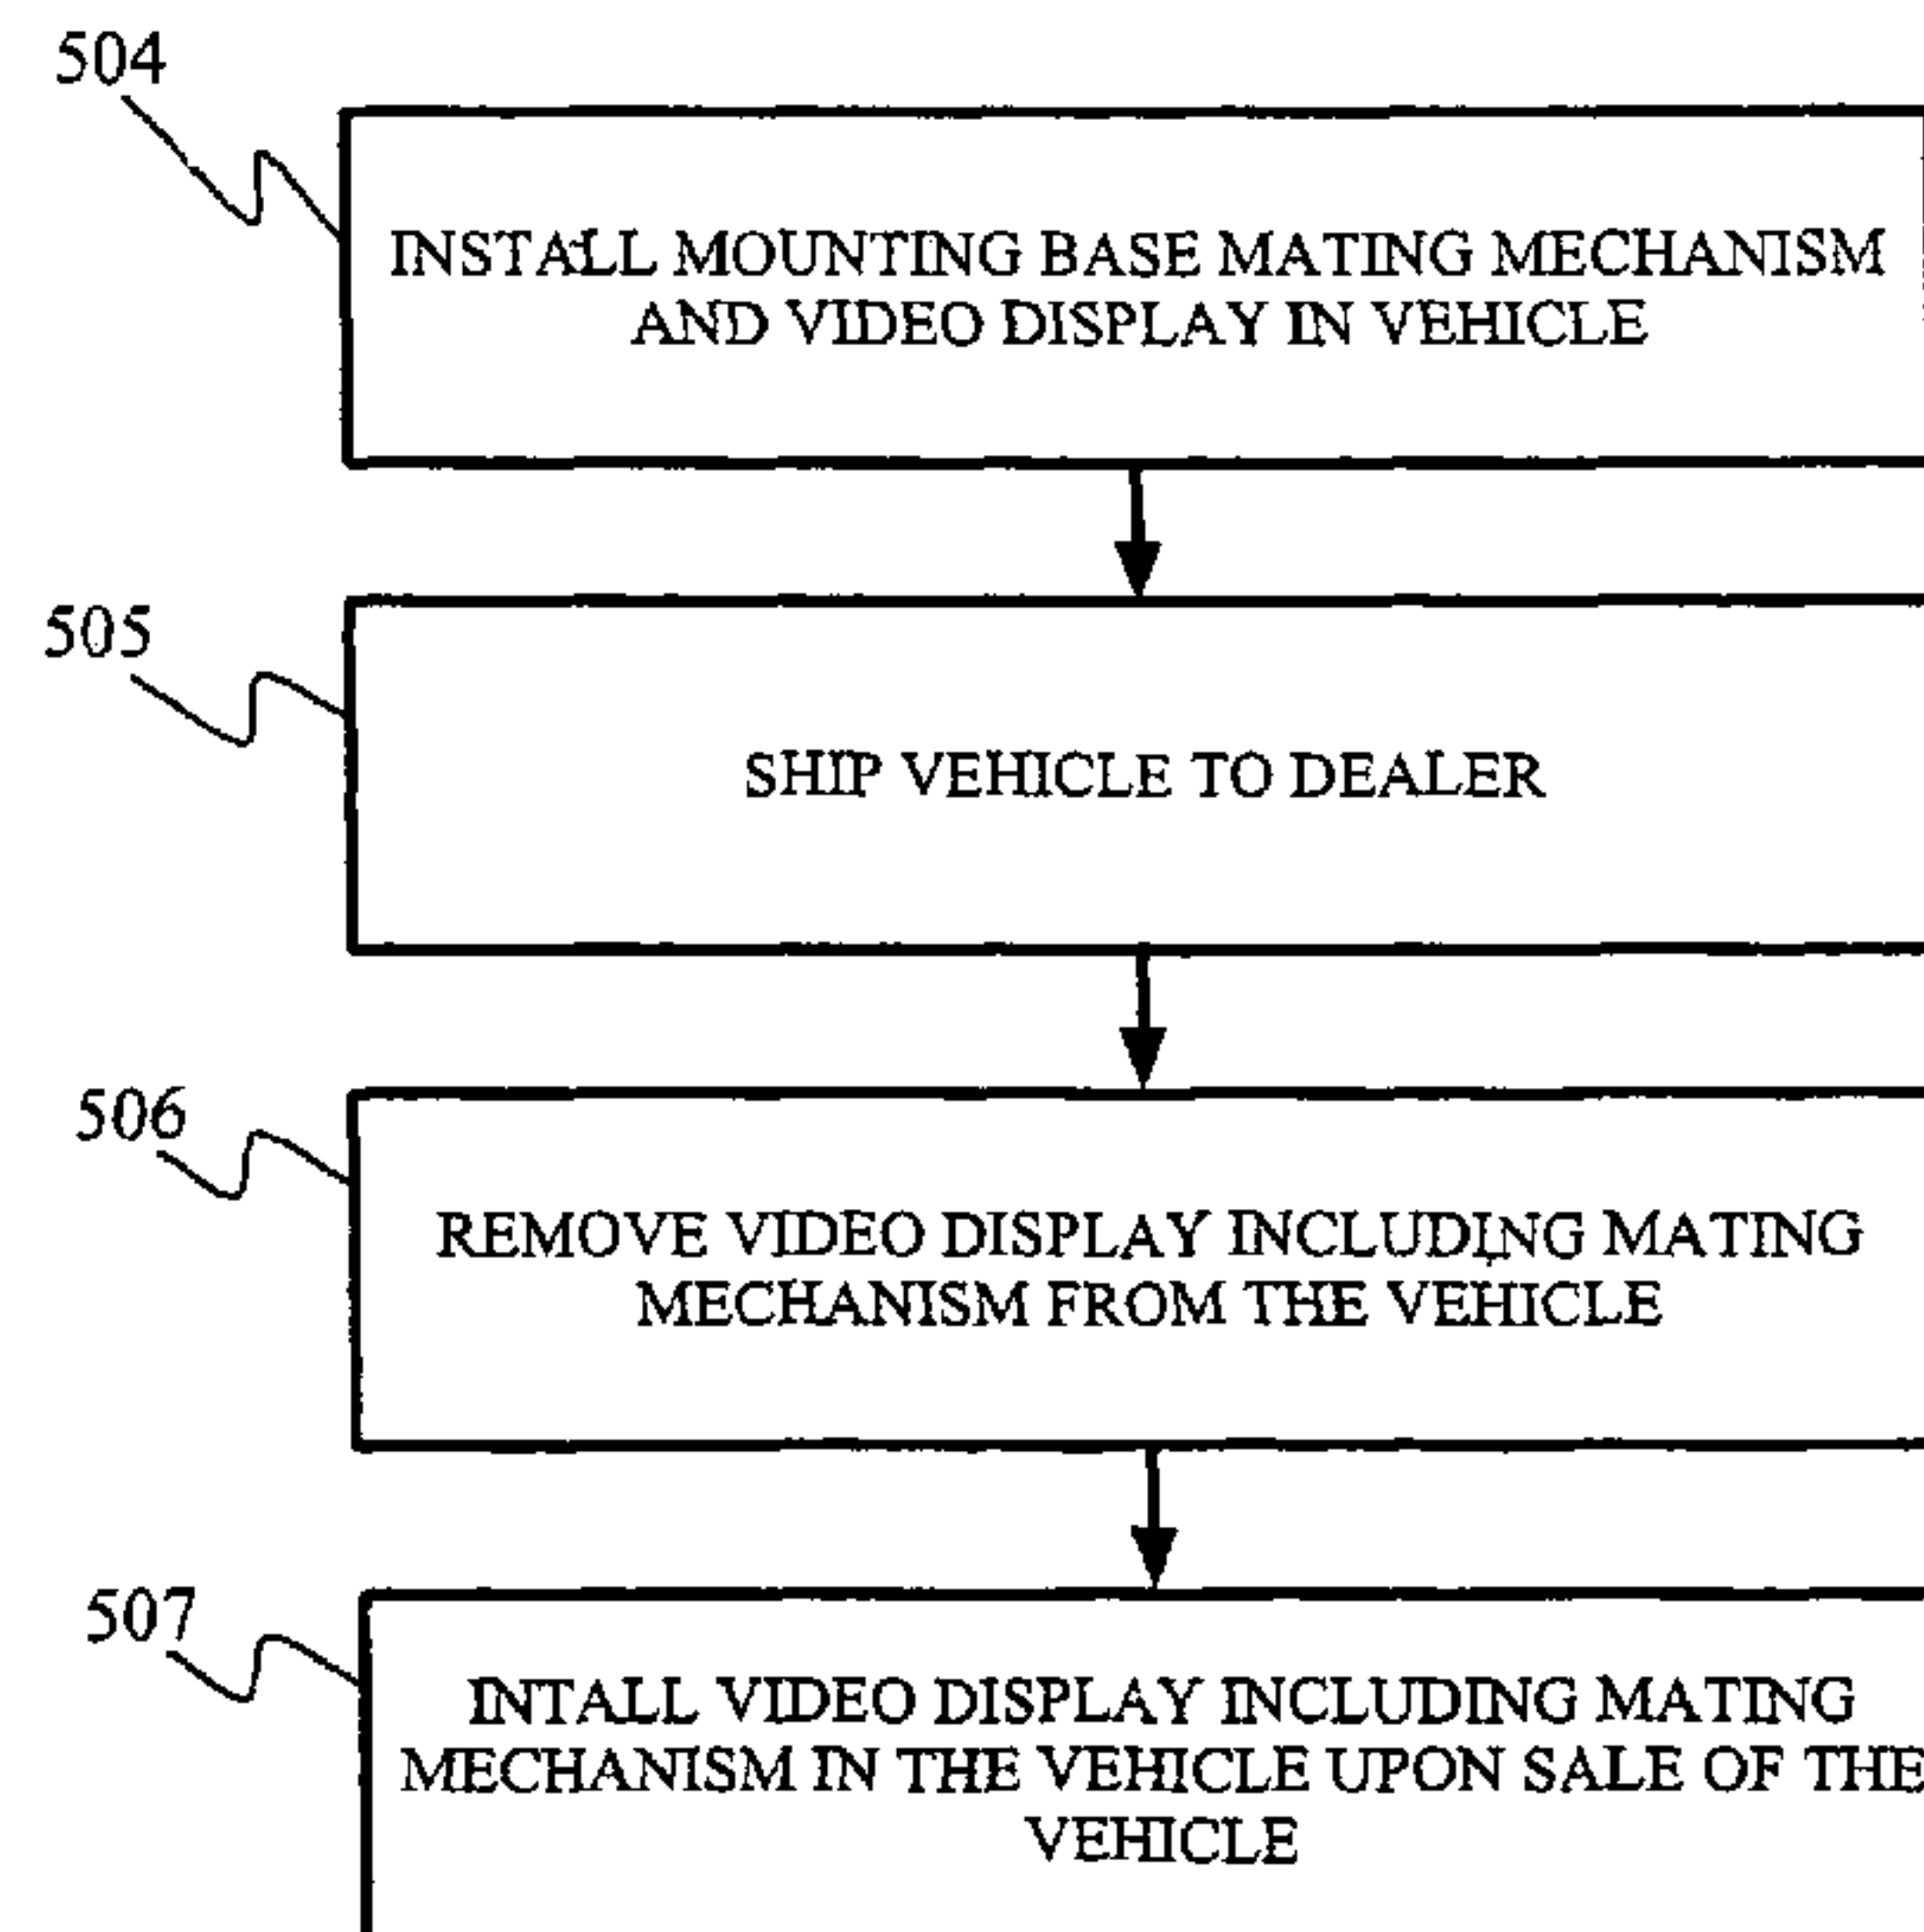 504
INSTALL MOUNTING BASE MATING MECHANISM
AND VIDEO DISPLAY IN VEHICLE
505
SHIP VEHICLE TO DEALER
506
REMOVE VIDEO DISPLAY INCLUDING MATING
MECHANISM FROM THE VEHICLE
507
INTALL VIDEO DISPLAY INCLUDING MATING
MECHANISM IN THE VEHICLE UPON SALE OF THE
VEHICLE